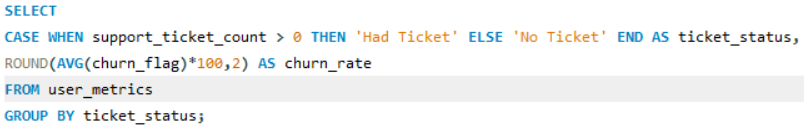 SELECT
CASE WHEN support_ticket_count > 0 THEN 'Had Ticket' ELSE 'No Ticket' END AS ticket_status,
ROUND(AVG(churn_flag)*100,2) AS churn_rate
FROM user_metrics
GROUP BY ticket_status;